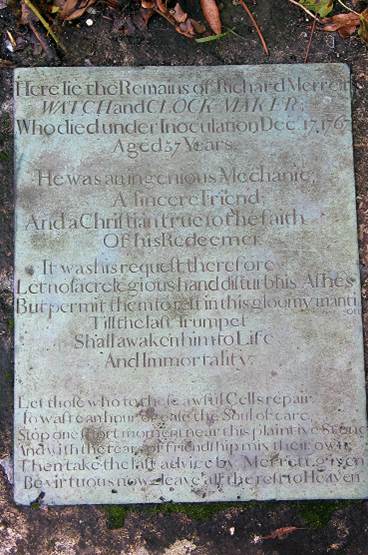 Here lie the Remains of Richard Merrett
WATCH and CLOCK MAKER;
Who died under Inoculation Dec. 17, 1767
Aged 57 Years.
He was an ingenious Mechanic,
A sincere Friend;
And a Christian true to the faith
Of his Redeemer.
It was his request therefore
Let no sacrelegious hand disturb his Ashes
But permit them to rest in this gloomy manti
on
Till the last Trumpet
Shall awaken him to Life
And Immortality.
Let those who to these awful Cells repair
To waste an hour, or ease the Soul of care,
Stop one short moment near this plaintive Stone
And with the tear of friendship mix their own:
Then take the last advice by Merrett given
Be virtuous now - leave all the rest to Heaven.